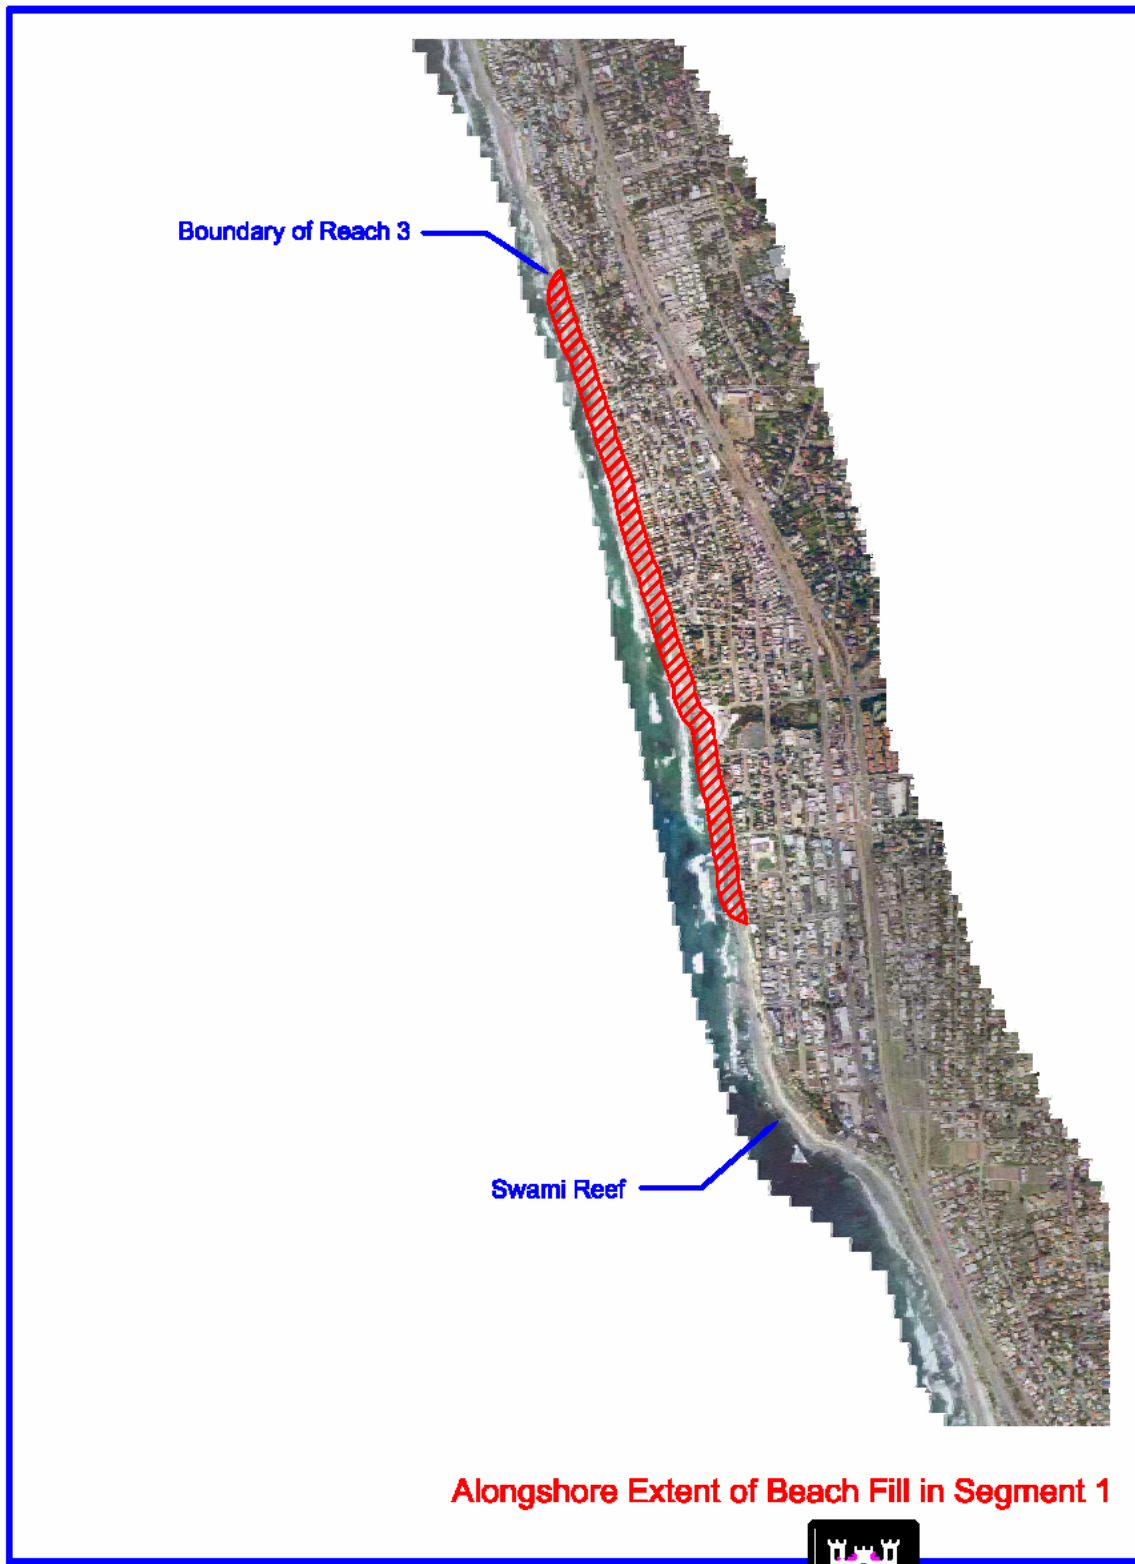 Boundary of Reach 3
Swami Reef
Alongshore Extent of Beach Fill in Segment 1